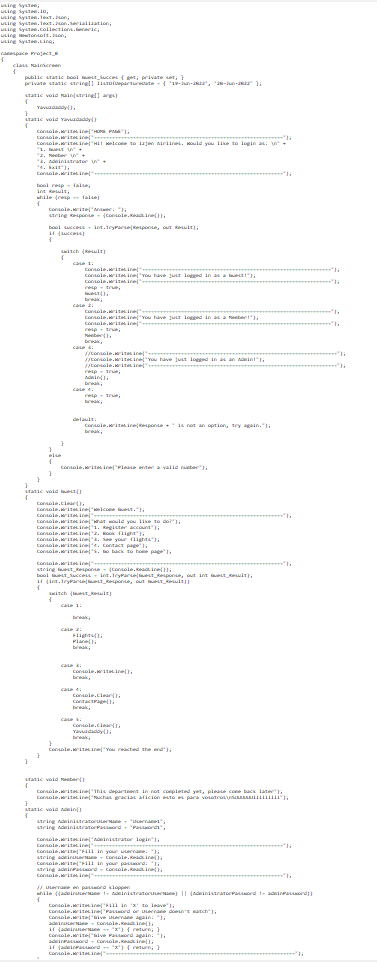 using System;
using System.IO;
using System.Text.Json;
using System.Text.Json.Serialization;
using System.Collections.Generic;
using Newtonsoft.Json;
using System.Linq;
namespace Project_B
{
class MainScreen
{
public static bool Guest_Succes { get; private set; }
private static string[] listOfDepartureDate = { "19-Jun-2022", "20-Jun-2022" };
static void Main(string[] args)
{
Yavuzdaddy();
}
static void Yavuzdaddy()
{
Console.WriteLine("HOME PAGE");
Console.WriteLine("
Console.WriteLine("Hi! Welcome to Izjen Airlines. Would you like to login as: \n" +
"1. Guest \n" +
"2. Member \n" +
"3. Administrator \n" +
"4. Exit");
Console.WriteLine("
bool resp = false;
int Result;
while (resp == false)
{
Console.Write("Answer: ");
string Response = (Console.ReadLine());
bool success = int.TryParse(Response, out Result);
if (success)
{
switch (Result)
{
case 1:
Console.WriteLine("
Console.WriteLine("You have just logged in as a Guest!");
Console.WriteLine("
resp = true;
Guest();
break;
case 2:
Console.WriteLine("
Console.WriteLine("You have just logged in as a Member!");
Console.WriteLine("
resp = true;
Member();
break;
case 3:
//Console.WriteLine("
//Console.WriteLine("You have just logged in as an Admin!");
//Console.WriteLine("
resp = true;
Admin();
break;
case 4:
resp = true;
break;
default:
Console.WriteLine(Response + " is not an option, try again.");
break;
}
}
else
{
Console.WriteLine("Please enter a valid number");
}
}
}
static void Guest()
{
Console.Clear();
Console.WriteLine("Welcome Guest.");
Console.WriteLine("
Console.WriteLine("What would you like to do?");
Console.WriteLine("1. Register account");
Console.WriteLine("2. Book flight");
Console.WriteLine("3. See your flights");
Console.WriteLine("4. Contact page");
Console.WriteLine("5. Go back to home page");
Console.WriteLine("
string Guest_Response = (Console.ReadLine());
bool Guest_Success = int.TryParse(Guest_Response, out int Guest_Result);
if (int.TryParse(Guest_Response, out Guest_Result))
{
switch (Guest_Result)
{
case 1:
break;
case 2:
Flights();
Plane();
break;
case 3:
Console.WriteLine();
break;
case 4:
Console.Clear();
ContactPage();
break;
case 5:
Console.Clear();
Yavuzdaddy();
break;
}
Console.WriteLine("You reached the end");
}
}
static void Member()
{
Console.WriteLine("This department in not completed yet, please come back later");
Console.WriteLine("Muchas gracias aficion esto es para vosotros
}
static void Admin()
{
string AdministratorUserName = "Username1";
string AdministratorPassword = "Password1";
Console.WriteLine("Administrator login");
Console.WriteLine("
Console.Write("Fill in your username: ");
string adminUserName = Console.ReadLine();
Console.Write("Fill in your password: ");
string adminPassword = Console.ReadLine();
Console.WriteLine("
// Username en password kloppen
while ((adminUserName != AdministratorUserName) || (AdministratorPassword != adminPassword))
{
Console.WriteLine("Fill in 'X' to leave");
Console.WriteLine("Password or Username doesn't match");
Console.Write("Give Username again: ");
adminUserName = Console.ReadLine();
if (adminUserName == "X") { return; }
Console.Write("Give Password again: ");
adminPassword = Console.ReadLine();
if (adminPassword == "X") { return; }
Console.WriteLine("
}